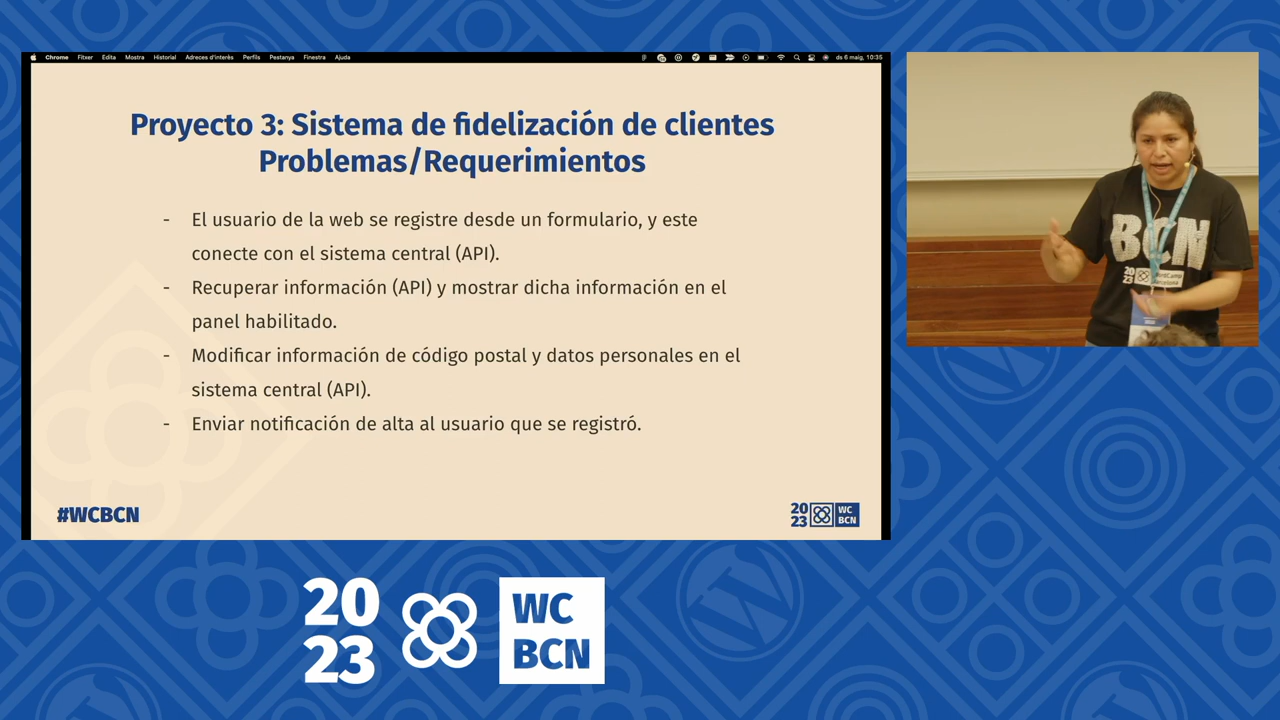 Chrome Fitxer Edita Mostra Historial Adreces d'interès Perfils Pestanya Finestra Ajuda
ds 6 maig, 10:35
Proyecto 3: Sistema de fidelización de clientes
Problemas/Requerimientos
- El usuario de la web se registre desde un formulario, y este
conecte con el sistema central (API).
- Recuperar información (API) y mostrar dicha información en el
panel habilitado.
- Modificar información de código postal y datos personales en el
sistema central (API).
- Enviar notificación de alta al usuario que se registró.
#WCBCN
20
23
WC
BCN
BCN
20
23
20
23
WC
BCN